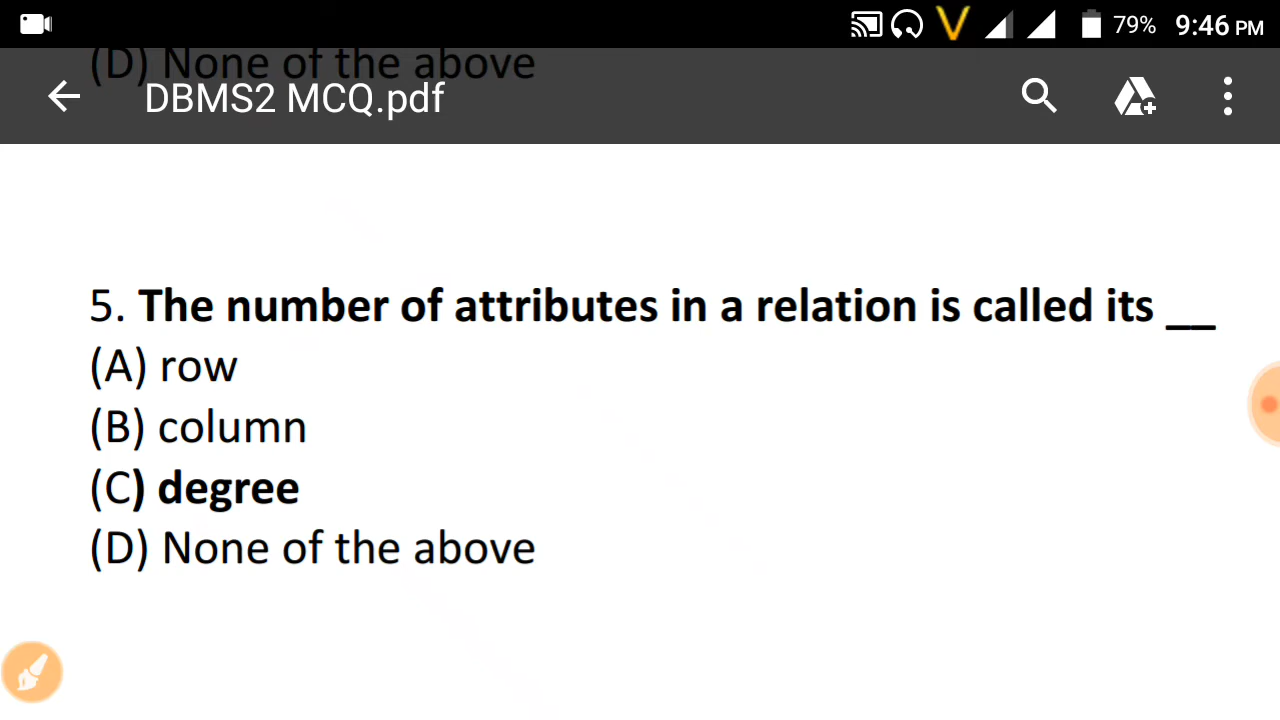 79% 9:46 PM
(D) None of the above
DBMS2 MCQ.pdf
5. The number of attributes in a relation is called its __
(A) row
(B) column
(C) degree
(D) None of the above